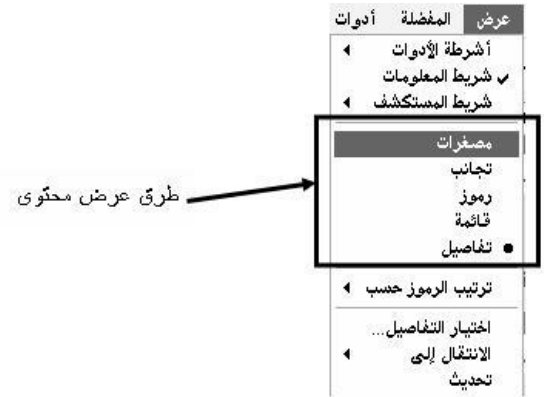 عرض المفضلة أدوات
أشرطة الأدوات
شريط المعلومات
شريط المستكشف
مصغرات
تجانب
رموز
قائمة
تفاصيل
ترتيب الرموز حسب
اختيار التفاصيل...
الانتقال إلى
تحديث
طرق عرض محتوى